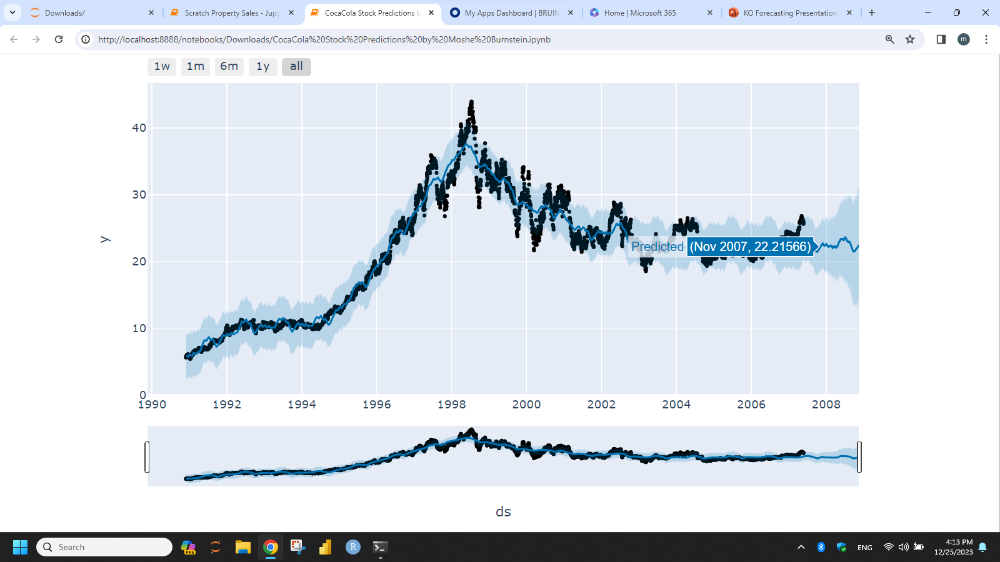 Downloads/
Scratch Property Sales - Jupy
CocaCola Stock Predictions b
My Apps Dashboard | BRUIN
Home | Microsoft 365
KO Forecasting Presentation.
http://localhost:8888/notebooks/Downloads/CocaCola%20Stock%20Predictions%20by%20Moshe%20Burnstein.ipynb
m
1w 1m 6m 1y all
40
30
y
Predicted (Nov 2007, 22.21566)
20
10
0
1990 1992 1994 1996 1998 2000 2002 2004 2006 2008
ds
Search
PRE
R
ENG
4:13 PM
12/25/2023